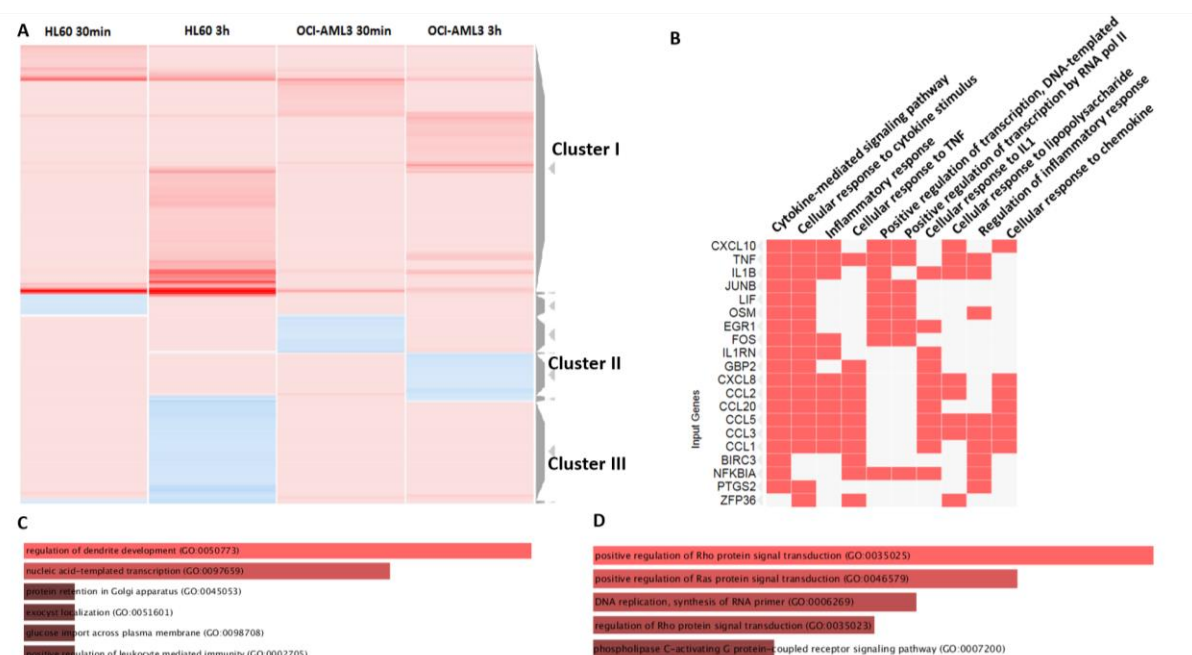 A
HL60 30min
HL60 3h
OCI-AML3 30min
OCI-AML3 3h
Cluster I
Cluster II
Cluster III
B
Cytokine-mediated signaling pathway
Cellular response to cytokine stimulus
Inflammatory response
Cellular response to TNF
Positive regulation of transcription, DNA-templated
Positive regulation of transcription by RNA pol II
Cellular response to IL1
Cellular response to lipopolysaccharide
Regulation of inflammatory response
Cellular response to chemokine
CXCL10
TNF
IL1B
JUNB
LIF
OSM
EGR1
FOS
IL1RN
GBP2
CXCL8
CCL2
CCL20
CCL5
CCL3
CCL1
BIRC3
NFKBIA
PTGS2
ZFP36
Input Genes
C
regulation of dendrite development (GO:0050773)
nucleic acid-templated transcription (GO:0097659)
protein retention in Golgi apparatus (GO:0045053)
exocyst localization (GO:0051601)
glucose import across plasma membrane (GO:0098708)
positive regulation of leukocyte mediated immunity (GO:0002705)
D
positive regulation of Rho protein signal transduction (GO:0035025)
positive regulation of Ras protein signal transduction (GO:0046579)
DNA replication, synthesis of RNA primer (GO:0006269)
regulation of Rho protein signal transduction (GO:0035023)
phospholipase C-activating G protein-coupled receptor signaling pathway (GO:0007200)